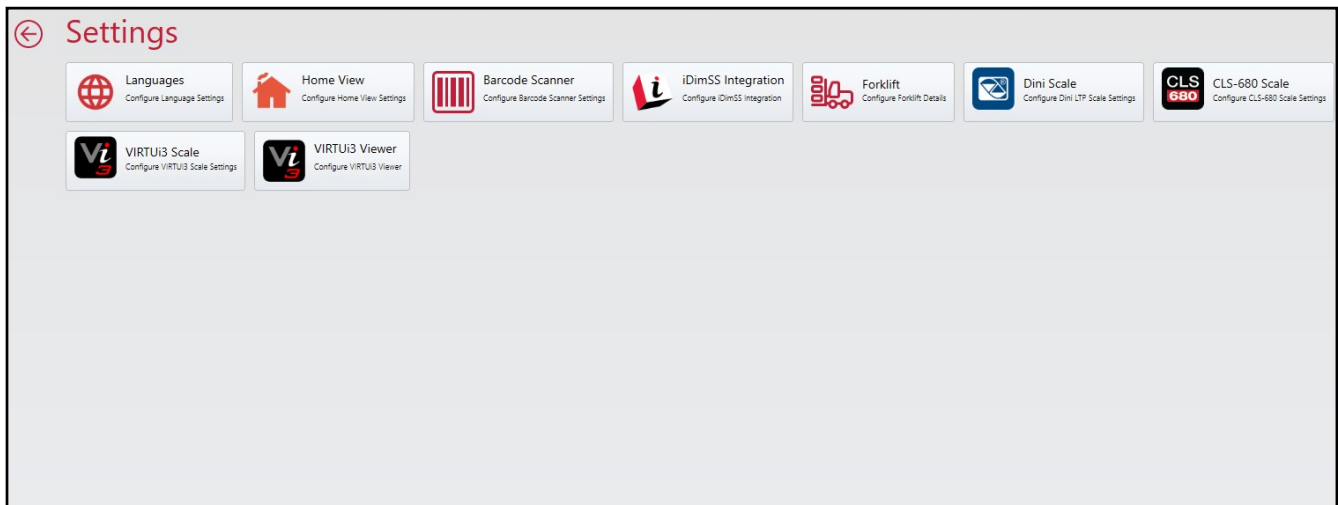 Settings
Languages
Configure Language Settings
Home View
Configure Home View Settings
Barcode Scanner
Configure Barcode Scanner Settings
i
iDimSS Integration
Configure iDimSS Integration
Forklift
Configure Forklift Details
Dini Scale
Configure Dini LTP Scale Settings
CLS
680
CLS-680 Scale
Configure CLS-680 Scale Settings
Vi
3
VIRTUi3 Scale
Configure VIRTUi3 Scale Settings
Vi
3
VIRTUi3 Viewer
Configure VIRTUi3 Viewer